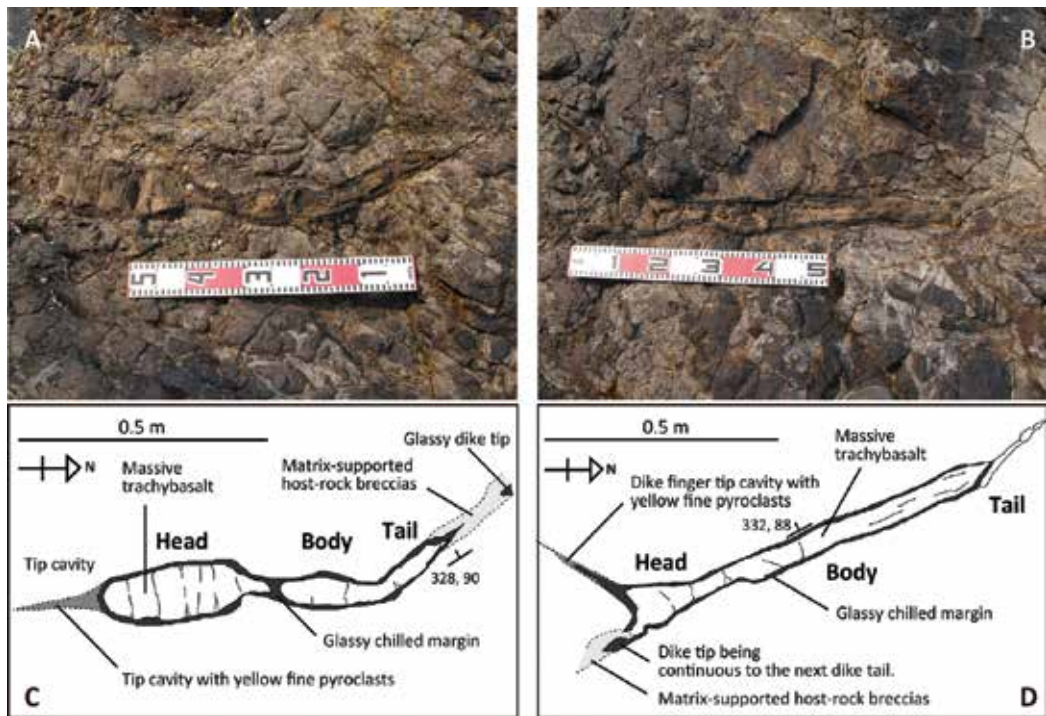 A
B
5 4 3 2 1
1 2 3 4 5
0.5 m
Glassy dike tip
N
Massive
trachybasalt
Matrix-supported
host-rock breccias
Head
Body
Tail
Tip cavity
328, 90
Glassy chilled margin
Tip cavity with yellow fine pyroclasts
C
0.5 m
Massive
trachybasalt
N
Dike finger tip cavity with
yellow fine pyroclasts
332, 88
Tail
Head
Body
Glassy chilled margin
Dike tip being
continuous to the next dike tail.
Matrix-supported host-rock breccias
D